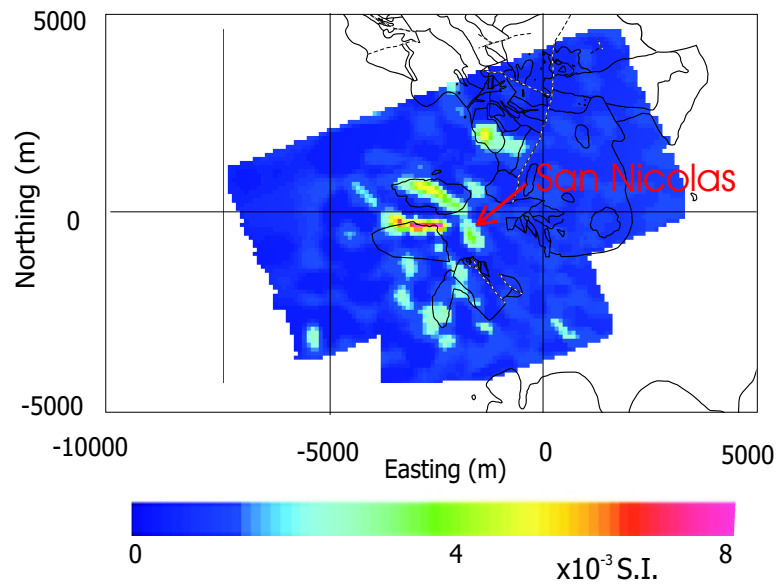 5000
San Nicolas
Northing (m)
0
-5000
-10000
-5000
0
5000
Easting (m)
0
4
8
x10-3 S.I.